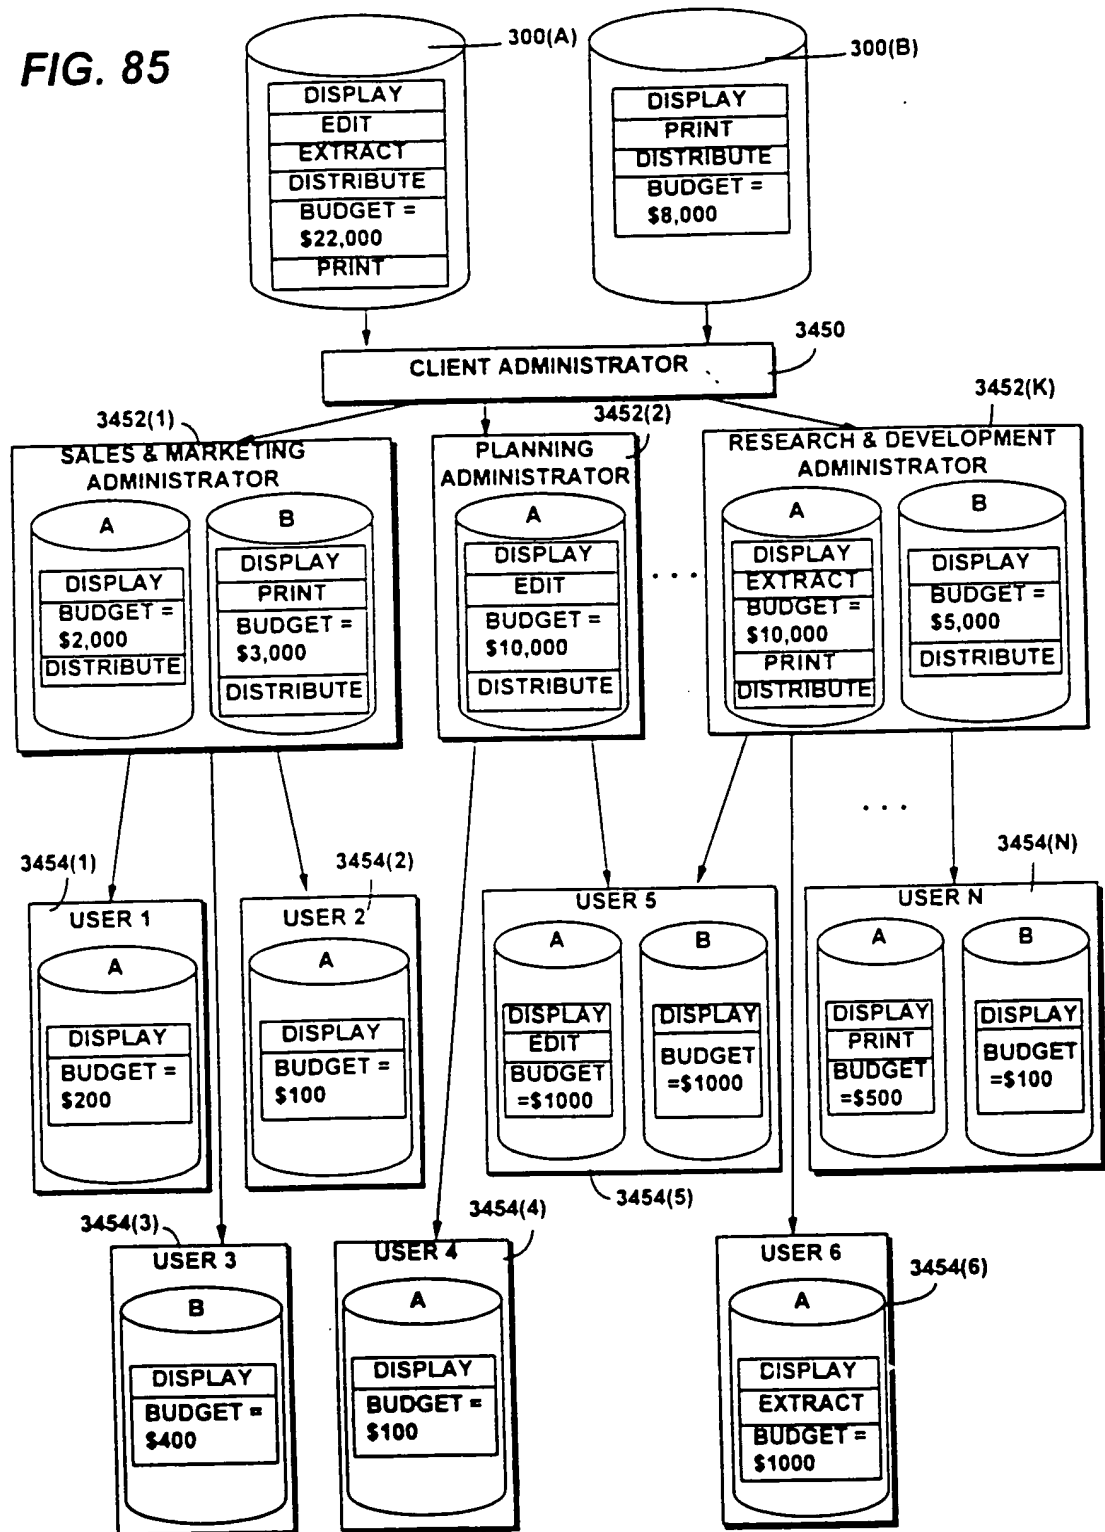 FIG. 85
300(A)
DISPLAY
EDIT
EXTRACT
DISTRIBUTE
BUDGET =
$22,000
PRINT
300(B)
DISPLAY
PRINT
DISTRIBUTE
BUDGET =
$8,000
CLIENT ADMINISTRATOR
3450
3452(1)
SALES & MARKETING
ADMINISTRATOR
A
DISPLAY
BUDGET =
$2,000
DISTRIBUTE
B
DISPLAY
PRINT
BUDGET =
$3,000
DISTRIBUTE
3452(2)
PLANNING
ADMINISTRATOR
A
DISPLAY
EDIT
BUDGET =
$10,000
DISTRIBUTE
. . . .
3452(K)
RESEARCH & DEVELOPMENT
ADMINISTRATOR
A
DISPLAY
EXTRACT
BUDGET =
$10,000
PRINT
DISTRIBUTE
B
DISPLAY
BUDGET =
$5,000
DISTRIBUTE
. . .
3454(1)
USER 1
A
DISPLAY
BUDGET =
$200
3454(2)
USER 2
A
DISPLAY
BUDGET =
$100
USER 5
A
DISPLAY
EDIT
BUDGET
=$1000
B
DISPLAY
BUDGET
=$1000
3454(5)
3454(N)
USER N
A
DISPLAY
PRINT
BUDGET
=$500
B
DISPLAY
BUDGET
=$100
3454(3)
USER 3
B
DISPLAY
BUDGET =
$400
3454(4)
USER 4
A
DISPLAY
BUDGET =
$100
USER 6
3454(6)
A
DISPLAY
EXTRACT
BUDGET =
$1000